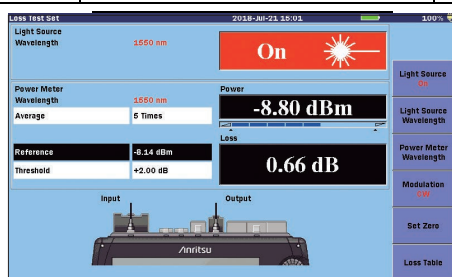 Loss Test Set 2018-Jul-21 15:01 100%
Light Source
Wavelength 1550 nm
On
Power Meter
Wavelength 1550 nm
Average 5 Times
Power
-8.80 dBm
Loss
0.66 dB
Reference -8.14 dBm
Threshold +2.00 dB
Input Output
Anritsu
Light Source
On
Light Source
Wavelength
Power Meter
Wavelength
Modulation
CW
Set Zero
Loss Table